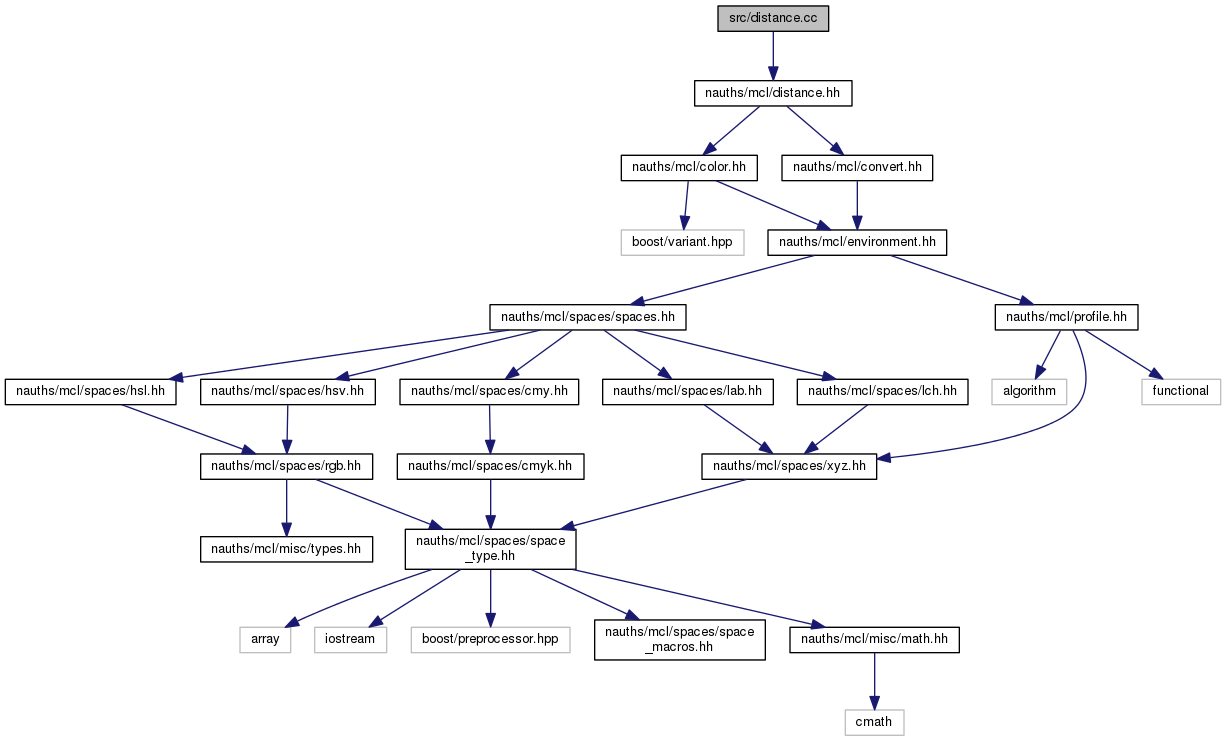 src/distance.cc
nauths/mcl/distance.hh
nauths/mcl/color.hh
nauths/mcl/convert.hh
boost/variant.hpp
nauths/mcl/environment.hh
nauths/mcl/spaces/spaces.hh
nauths/mcl/profile.hh
nauths/mcl/spaces/hsl.hh
nauths/mcl/spaces/hsv.hh
nauths/mcl/spaces/cmy.hh
nauths/mcl/spaces/lab.hh
nauths/mcl/spaces/lch.hh
algorithm
functional
nauths/mcl/spaces/rgb.hh
nauths/mcl/spaces/cmyk.hh
nauths/mcl/spaces/xyz.hh
nauths/mcl/misc/types.hh
nauths/mcl/spaces/space
_type.hh
array
iostream
boost/preprocessor.hpp
nauths/mcl/spaces/space
_macros.hh
nauths/mcl/misc/math.hh
cmath